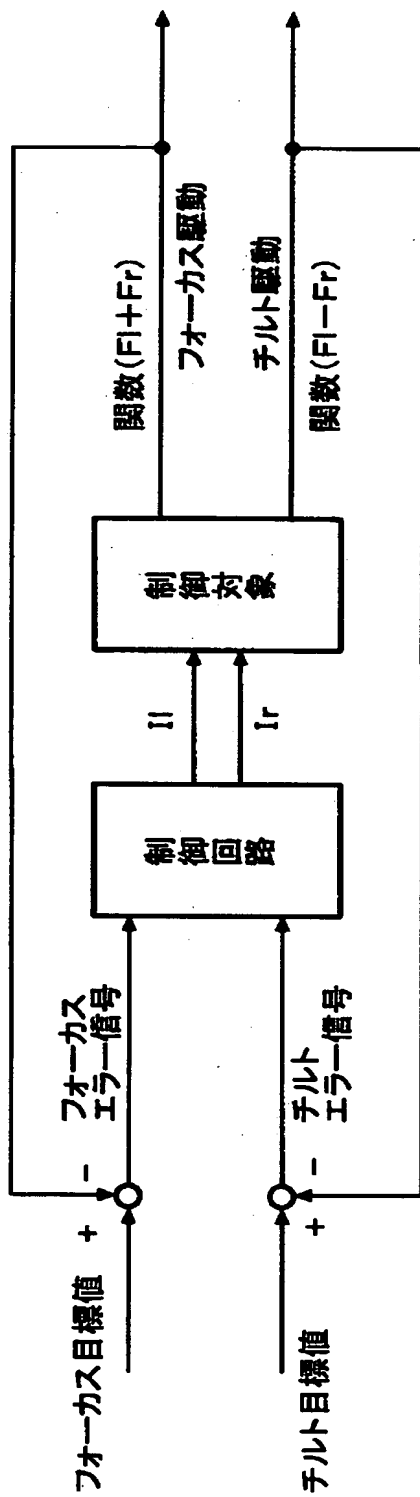 フォーカス目標値
+
−
フォーカス
エラー信号
制御回路
Il
Ir
制御対象
関数(Fl+Fr)
フォーカス駆動
チルト駆動
関数(Fl−Fr)
チルト目標値
+
−
チルト
エラー信号